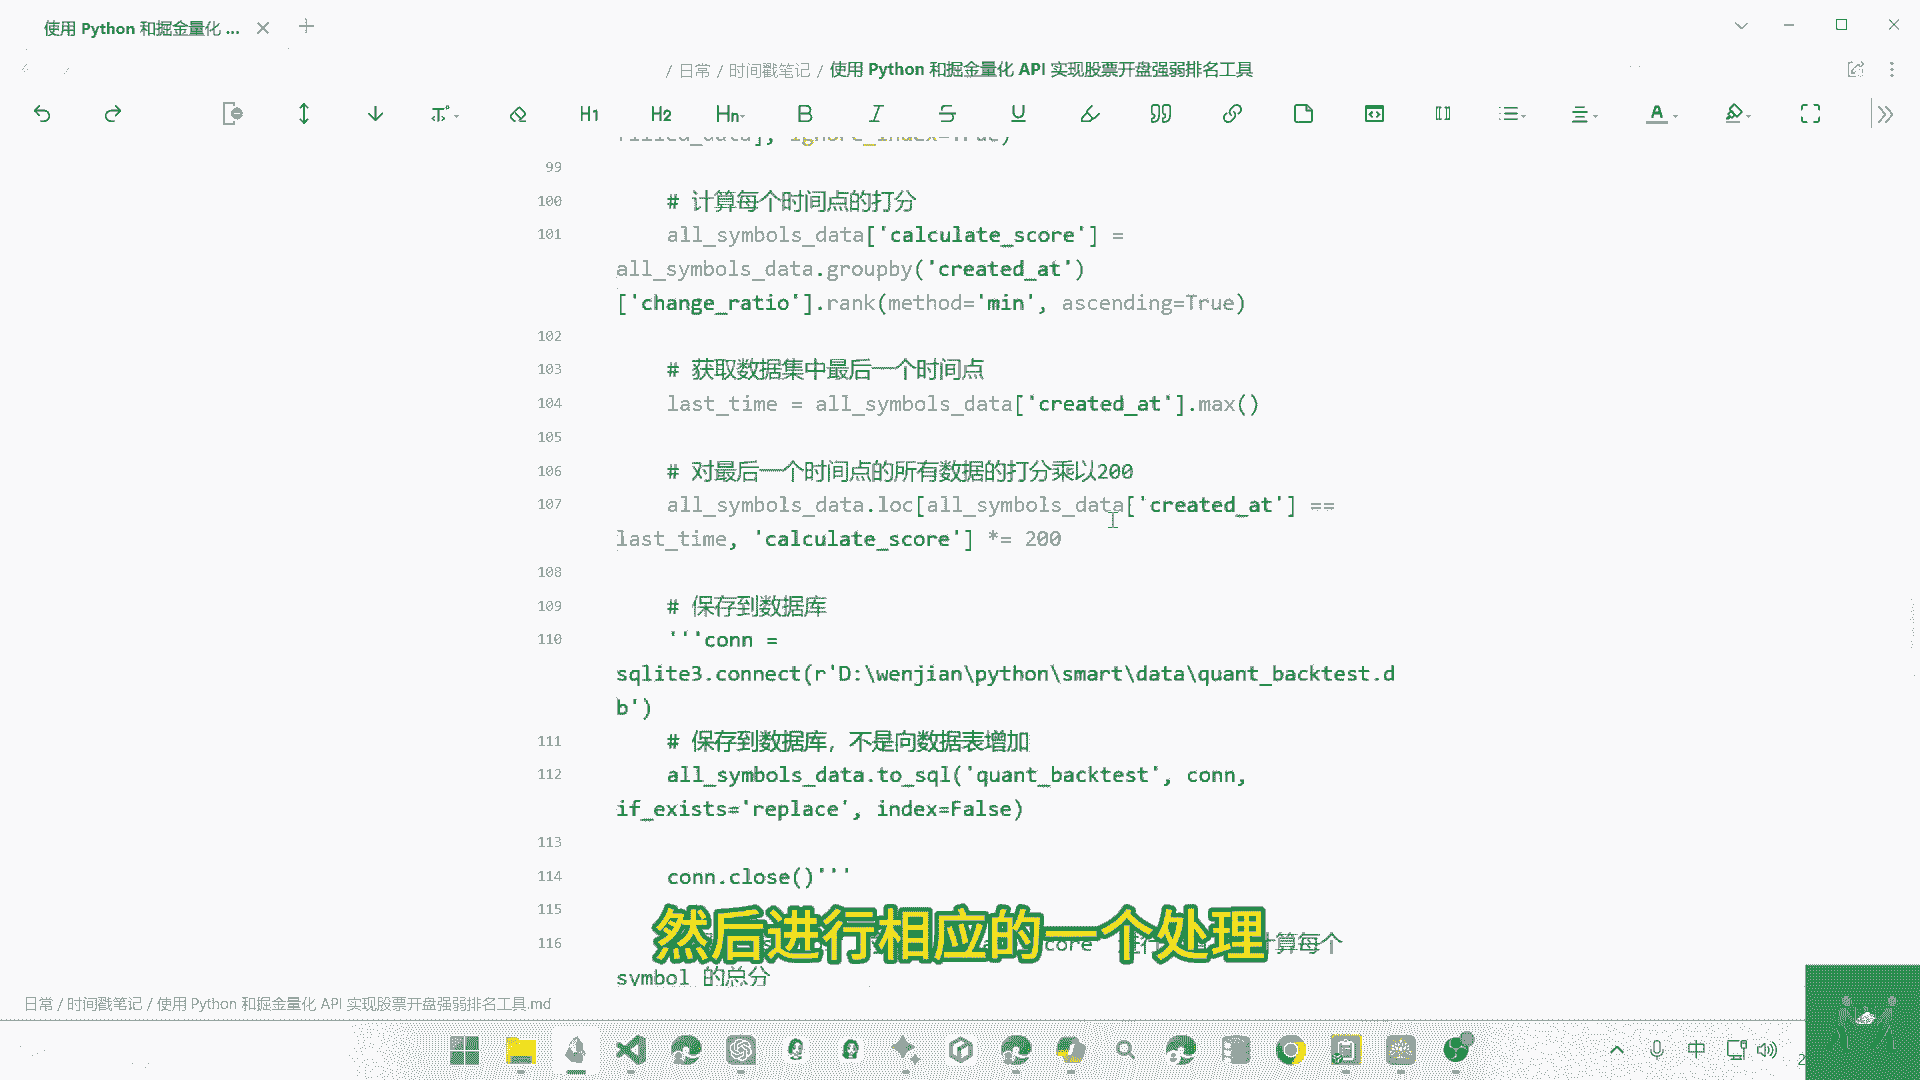 使用 Python 和掘金量化 ...
/ 日常 / 时间戳笔记 / 使用 Python 和掘金量化 API 实现股票开盘强弱排名工具
H1 H2 Hn B I S U A
filled_data], ignore_index=True)
99
100 # 计算每个时间点的打分
101 all_symbols_data['calculate_score'] =
all_symbols_data.groupby('created_at')
['change_ratio'].rank(method='min', ascending=True)
102
103 # 获取数据集中最后一个时间点
104 last_time = all_symbols_data['created_at'].max()
105
106 # 对最后一个时间点的所有数据的打分乘以200
107 all_symbols_data.loc[all_symbols_data['created_at'] ==
last_time, 'calculate_score'] *= 200
108
109 # 保存到数据库
110 '''conn =
sqlite3.connect(r'D:\wenjian\python\smart\data\quant_backtest.d
b')
111 # 保存到数据库，不是向数据表增加
112 all_symbols_data.to_sql('quant_backtest', conn,
if_exists='replace', index=False)
113
114 conn.close()'''
115
116 计算每个
然后进行相应的一个处理
symbol 的总分
日常 / 时间戳笔记 / 使用 Python 和掘金量化 API 实现股票开盘强弱排名工具.md
中